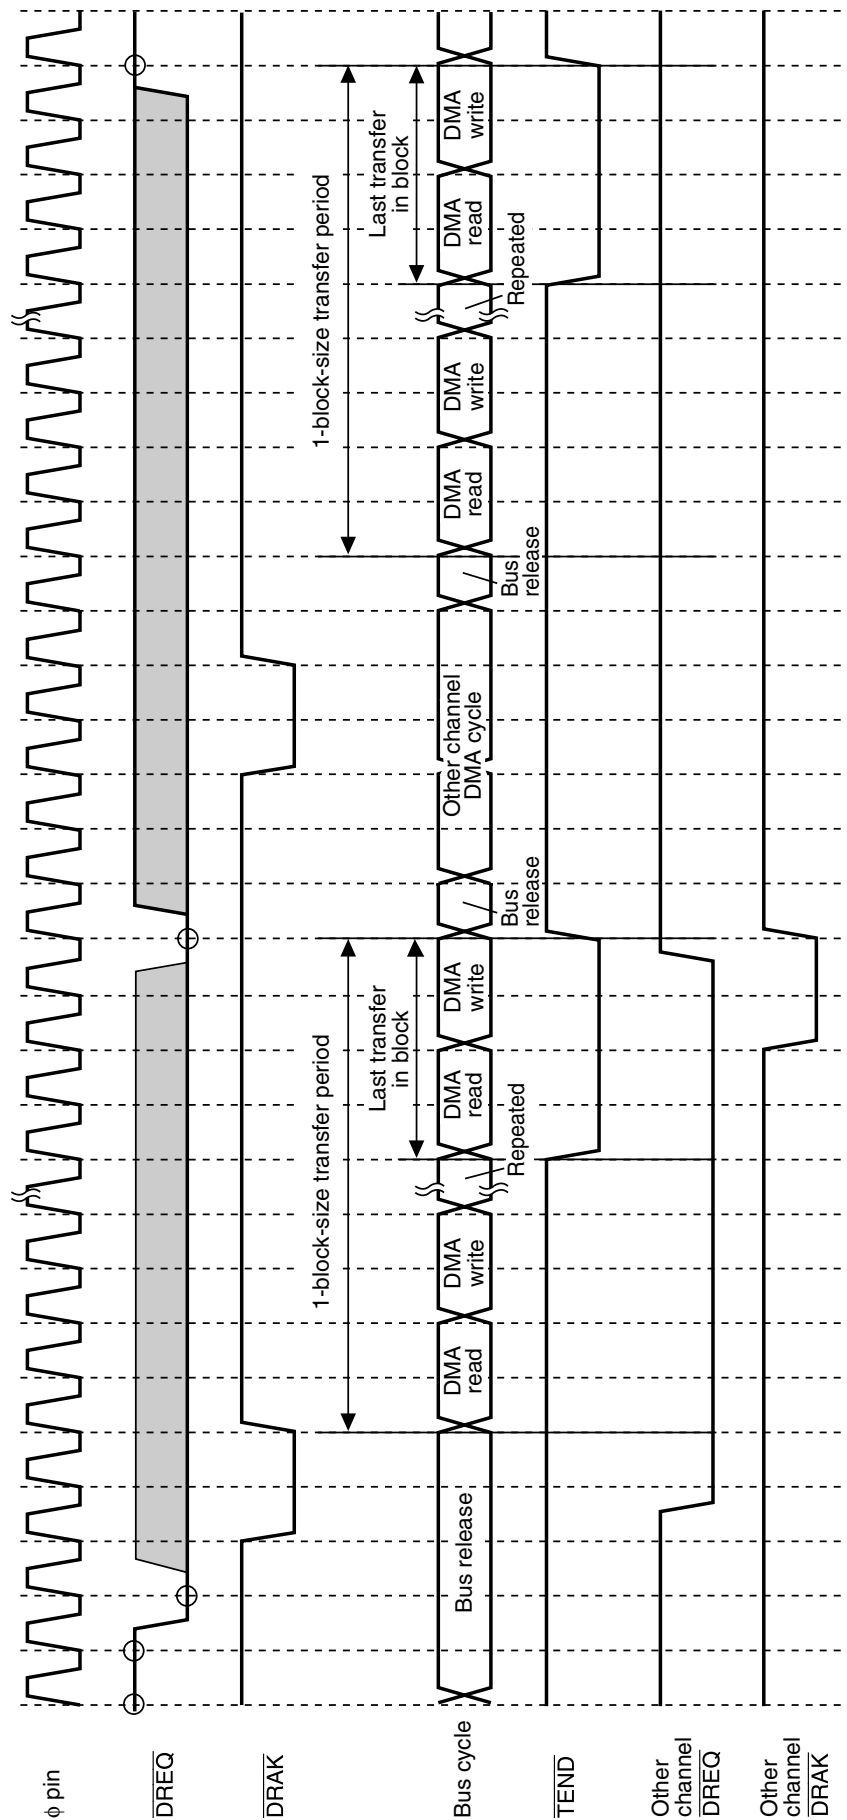 φ pin
DREQ
DRAK
1-block-size transfer period
1-block-size transfer period
Last transfer
in block
Last transfer
in block
Bus cycle
Bus release
DMA
read
DMA
write
Repeated
DMA
read
DMA
write
Bus
release
Other channel
DMA cycle
Bus
release
DMA
read
DMA
write
Repeated
DMA
read
DMA
write
TEND
Other
channel
DREQ
Other
channel
DRAK